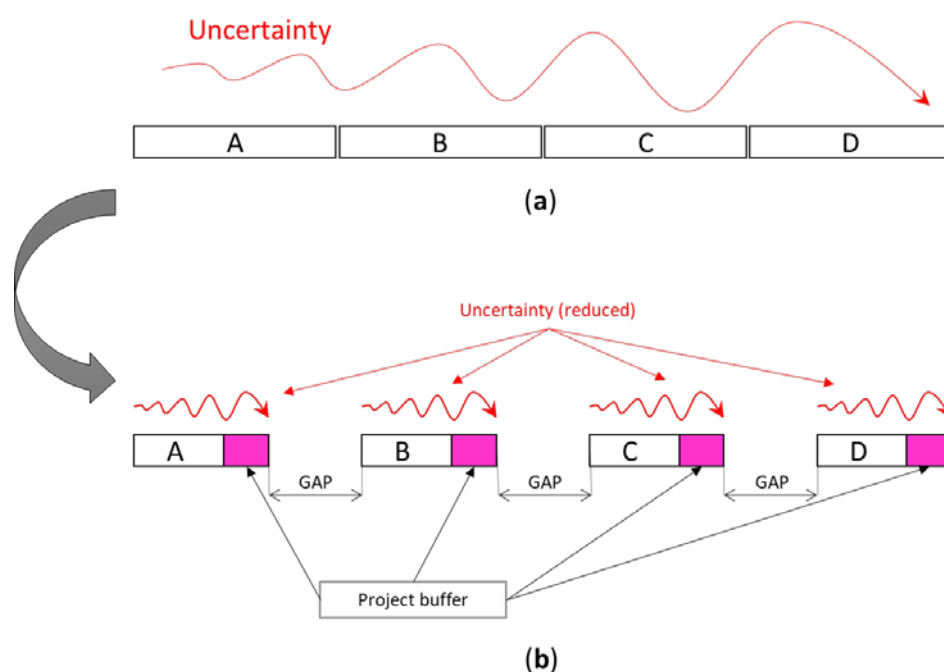 Uncertainty
A B C D
(a)
Uncertainty (reduced)
A B C D
GAP GAP GAP
Project buffer
(b)